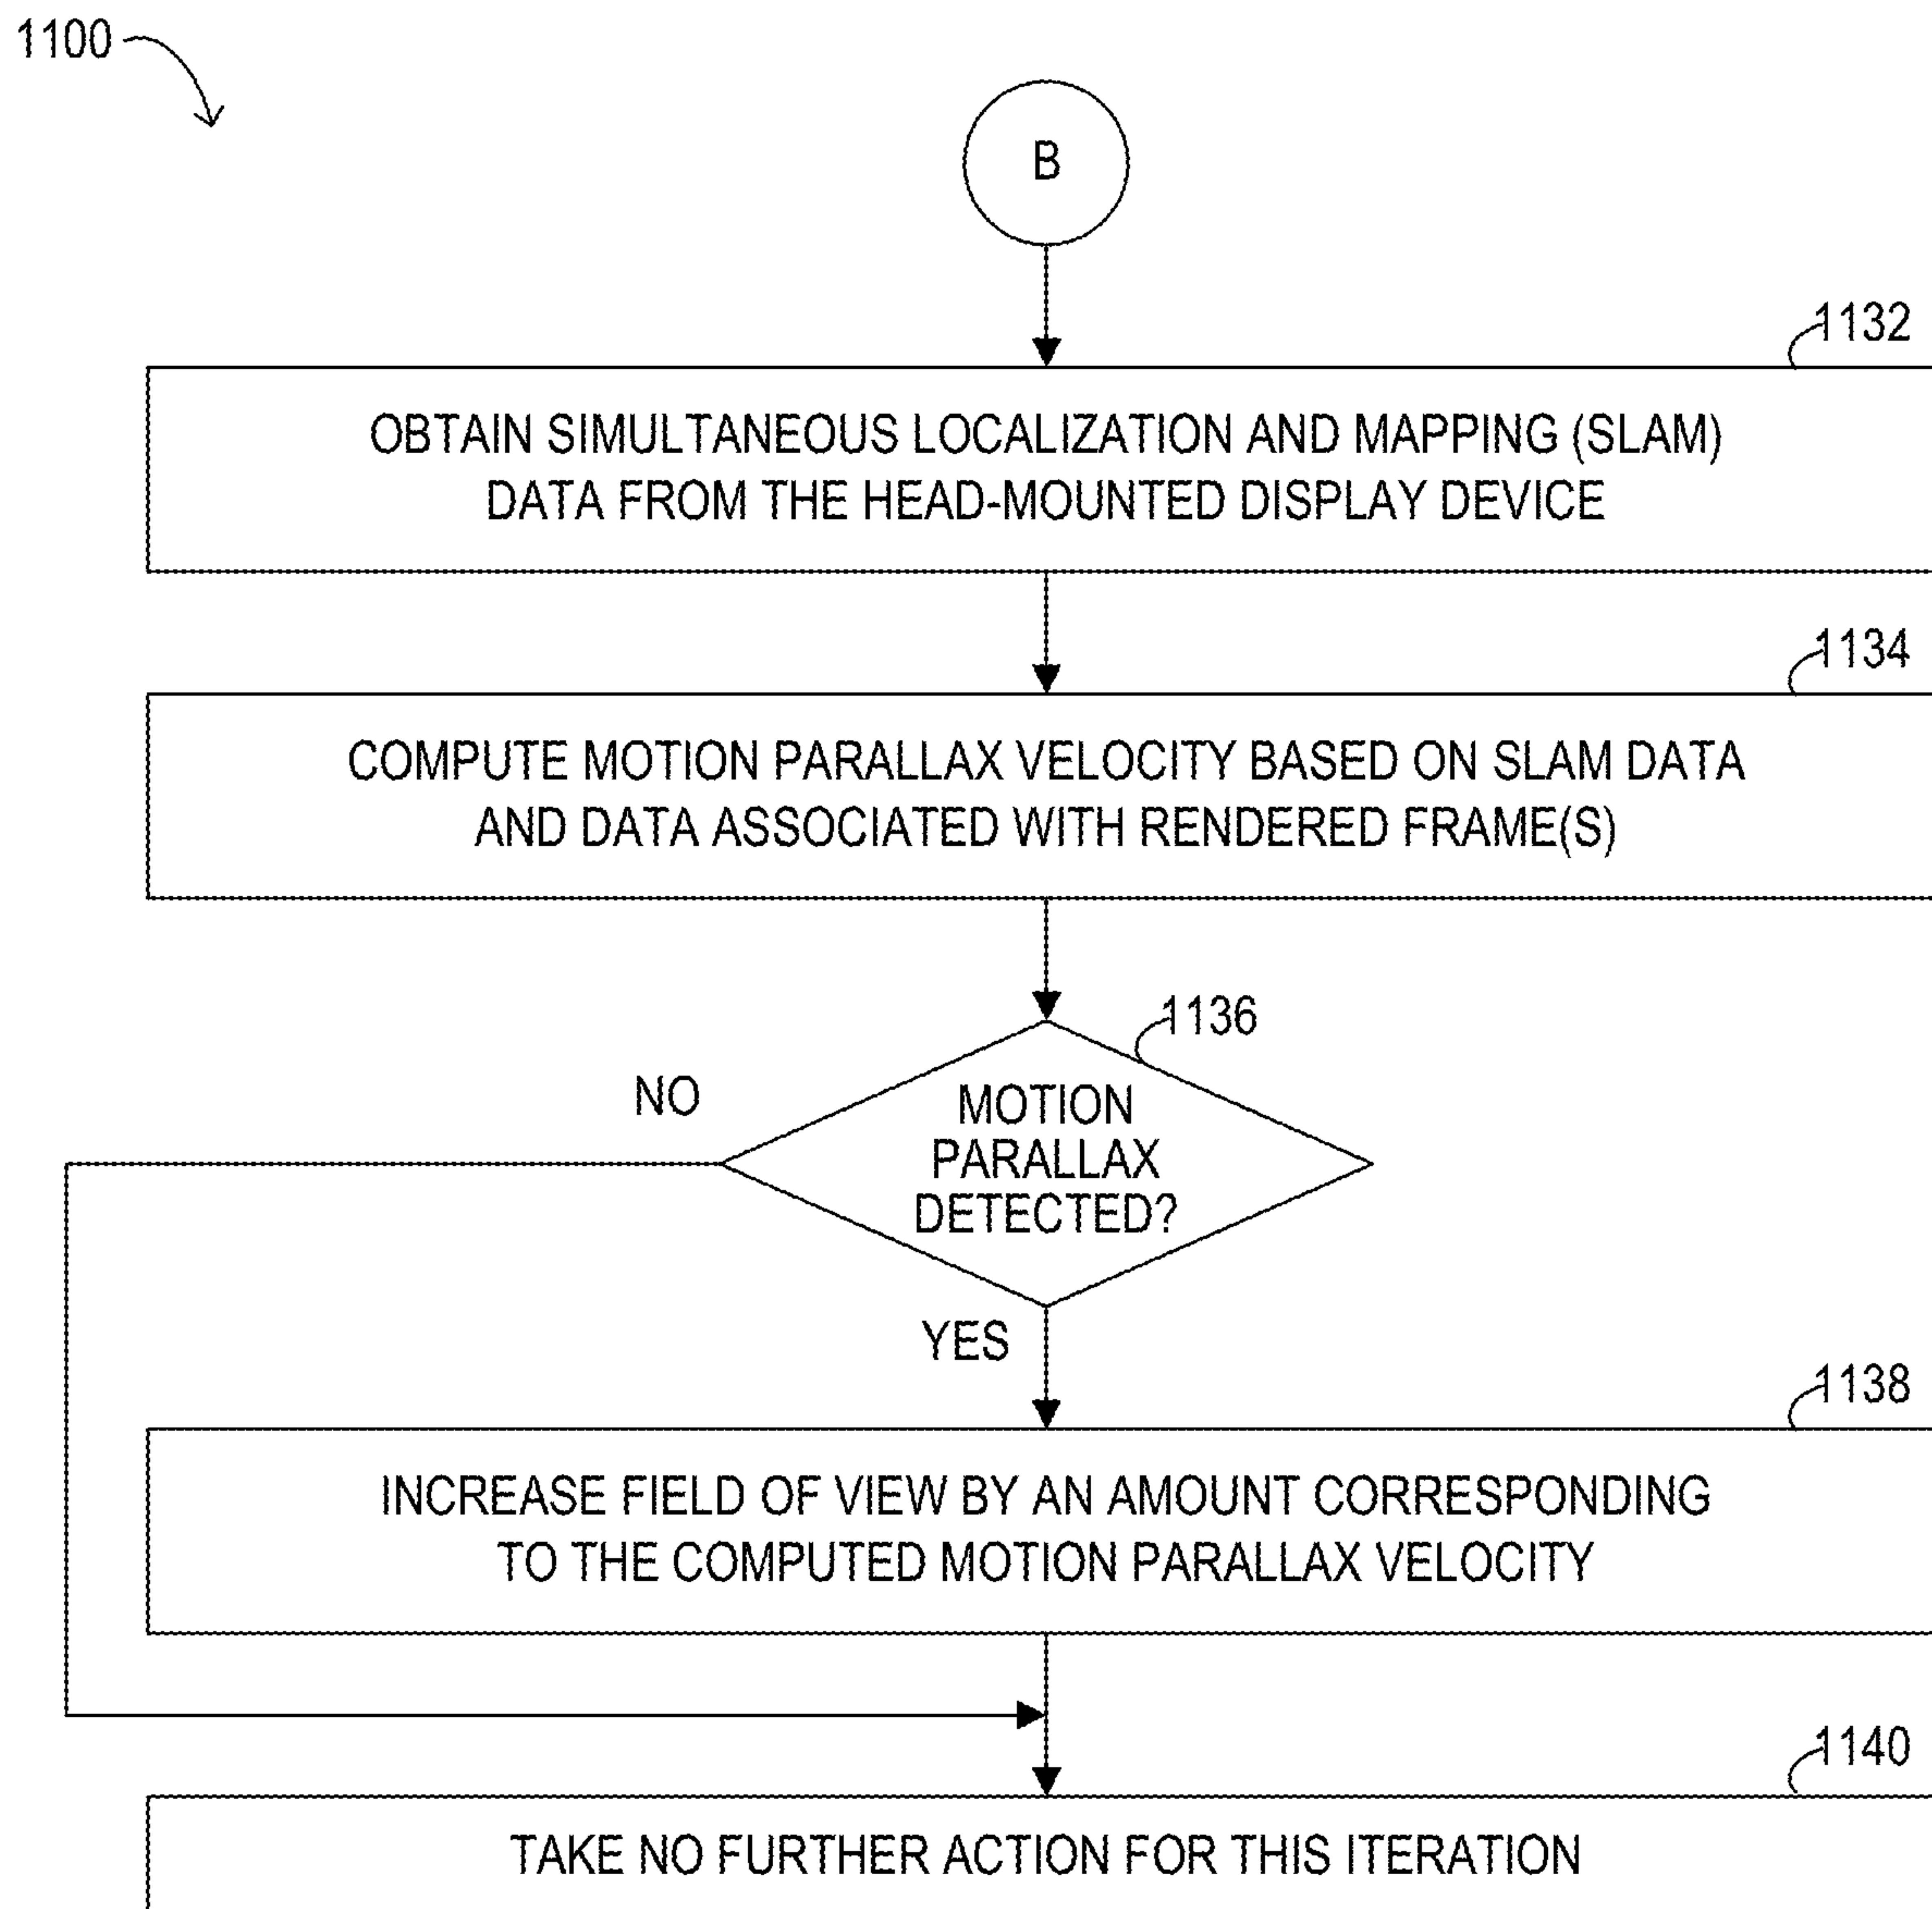 1100
B
1132
OBTAIN SIMULTANEOUS LOCALIZATION AND MAPPING (SLAM)
DATA FROM THE HEAD-MOUNTED DISPLAY DEVICE
1134
COMPUTE MOTION PARALLAX VELOCITY BASED ON SLAM DATA
AND DATA ASSOCIATED WITH RENDERED FRAME(S)
1136
NO
MOTION
PARALLAX
DETECTED?
YES
1138
INCREASE FIELD OF VIEW BY AN AMOUNT CORRESPONDING
TO THE COMPUTED MOTION PARALLAX VELOCITY
1140
TAKE NO FURTHER ACTION FOR THIS ITERATION